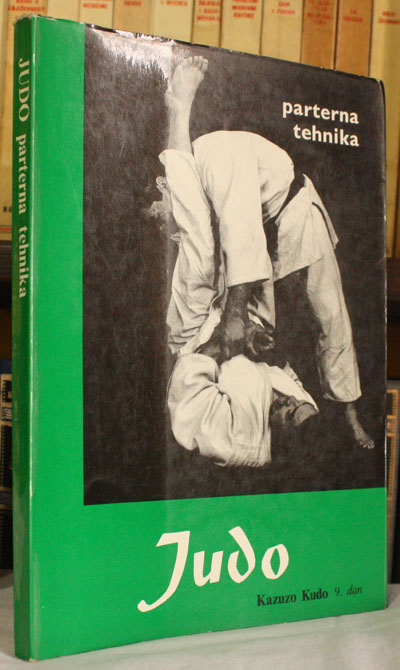 JUDO parterna tehnika
parterna
tehnika
Judo
Kazuzo Kudo 9. dan